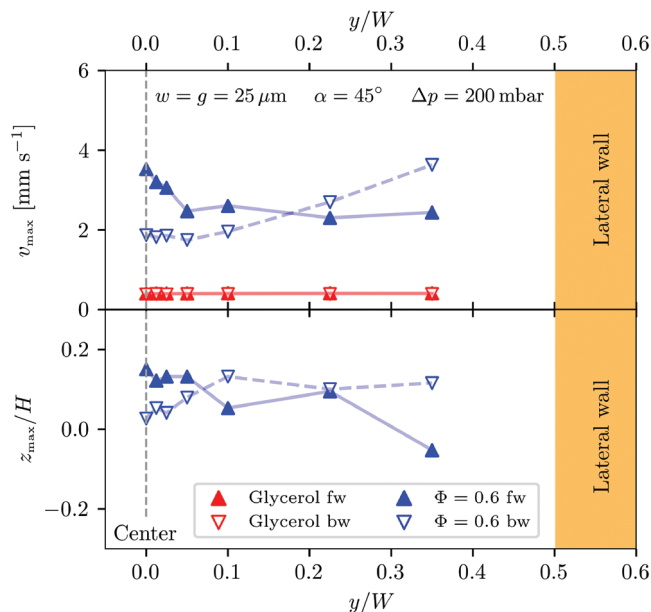 y/W
0.0 0.1 0.2 0.3 0.4 0.5 0.6
w = g = 25 μm α = 45° Δp = 200 mbar
6
4
2
0
v_max [mm s⁻¹]
Lateral wall
0.2
0.0
−0.2
z_max/H
Lateral wall
Glycerol fw
Glycerol bw
Φ = 0.6 fw
Φ = 0.6 bw
Center
0.0 0.1 0.2 0.3 0.4 0.5 0.6
y/W